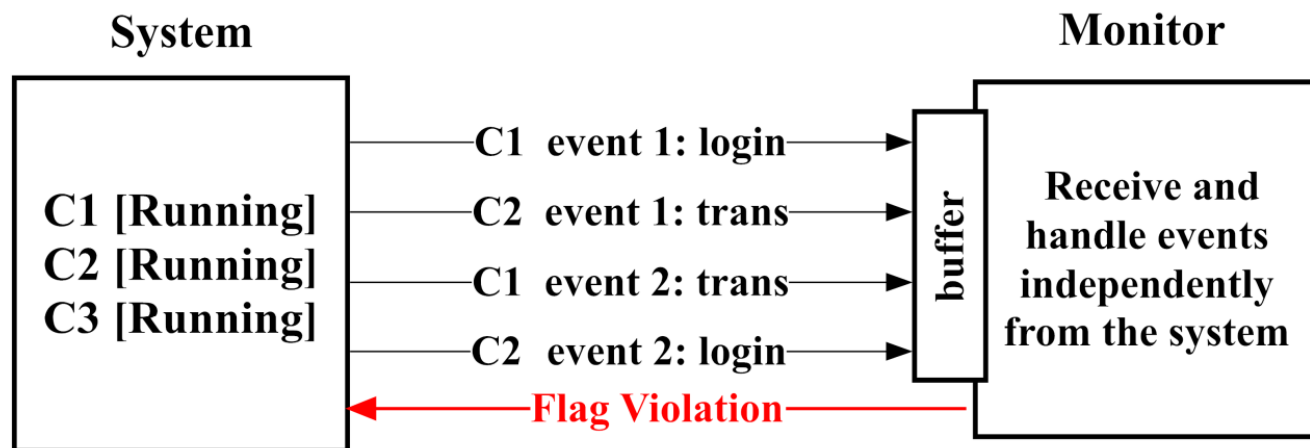 System
Monitor
C1 [Running]
C2 [Running]
C3 [Running]
C1 event 1: login
C2 event 1: trans
C1 event 2: trans
C2 event 2: login
Flag Violation
buffer
Receive and
handle events
independently
from the system